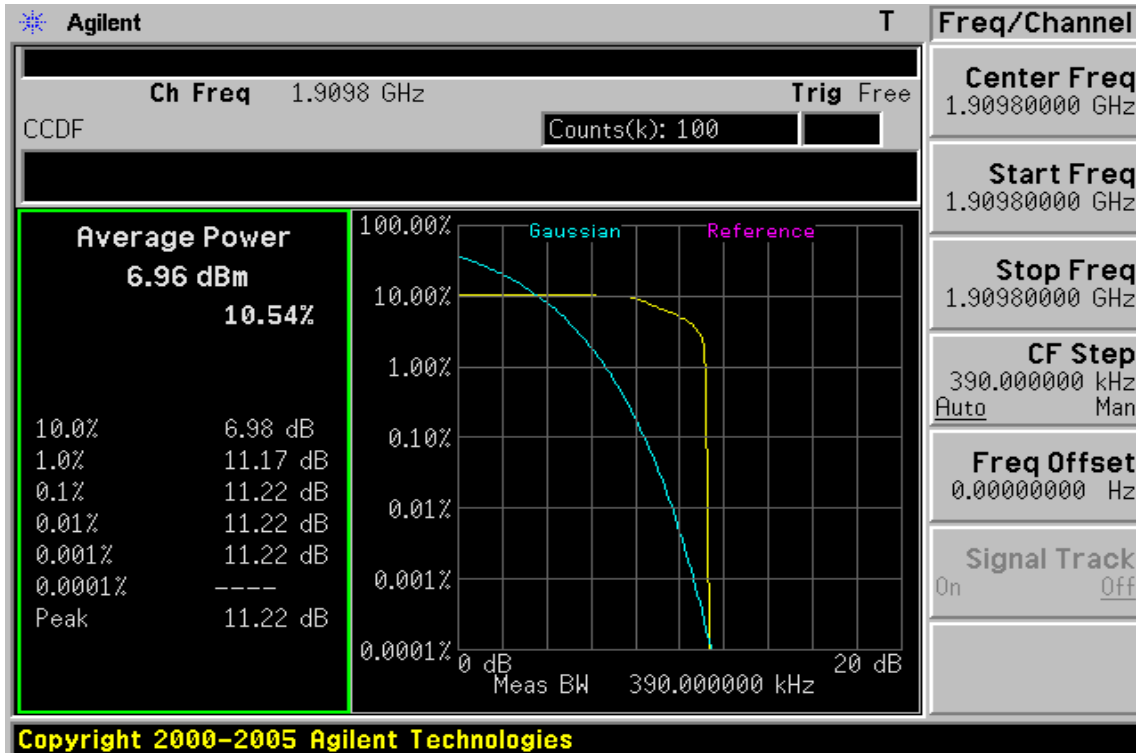 Agilent T
Freq/Channel
Ch Freq 1.9098 GHz Trig Free
CCDF Counts(k): 100
Average Power
6.96 dBm
10.54%
10.0% 6.98 dB
1.0% 11.17 dB
0.1% 11.22 dB
0.01% 11.22 dB
0.001% 11.22 dB
0.0001% ----
Peak 11.22 dB
Gaussian Reference
100.00%
10.00%
1.00%
0.10%
0.01%
0.001%
0.0001%
0 dB 20 dB
Meas BW 390.000000 kHz
Center Freq
1.90980000 GHz
Start Freq
1.90980000 GHz
Stop Freq
1.90980000 GHz
CF Step
390.000000 kHz
Auto Man
Freq Offset
0.00000000 Hz
Signal Track
On Off
Copyright 2000-2005 Agilent Technologies